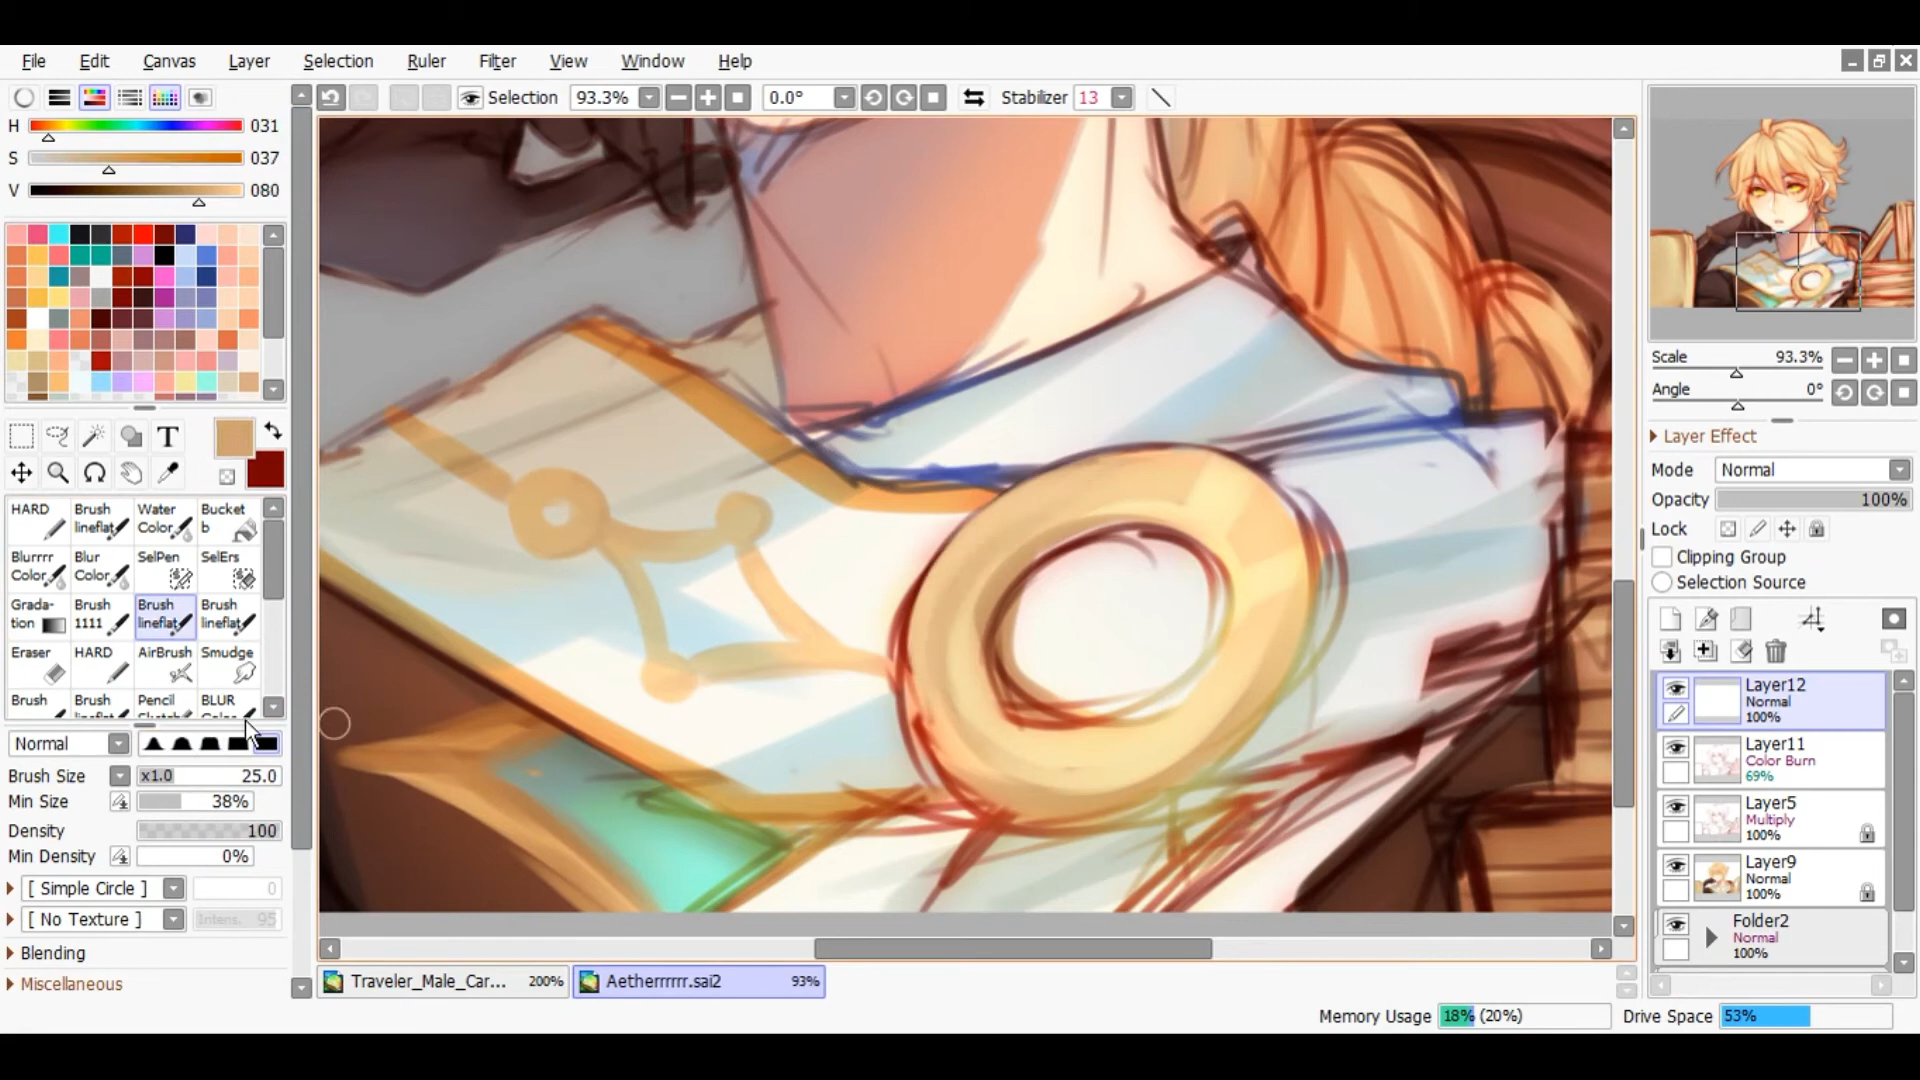 File Edit Canvas Layer Selection Ruler Filter View Window Help
Selection 93.3% 0.0° Stabilizer 13
H 031
S 037
V 080
T
HARD Brush lineflat Water Color Bucket b
Blurrrr Color Blur Color SelPen SelErs
Grada-tion Brush 1111 Brush lineflat Brush lineflat
Eraser HARD AirBrush Smudge
Brush Brush lineflat Pencil Sketch BLUR
Normal
Brush Size x1.0 25.0
Min Size 38%
Density 100
Min Density 0%
[ Simple Circle ] 0
[ No Texture ] Intens. 95
Blending
Miscellaneous
Traveler_Male_Car... 200% Aetherrrrrr.sai2 93%
Scale 93.3%
Angle 0°
Layer Effect
Mode Normal
Opacity 100%
Lock
Clipping Group
Selection Source
Layer12
Normal
100%
Layer11
Color Burn
69%
Layer5
Multiply
100%
Layer9
Normal
100%
Folder2
Normal
100%
Memory Usage 18% (20%) Drive Space 53%